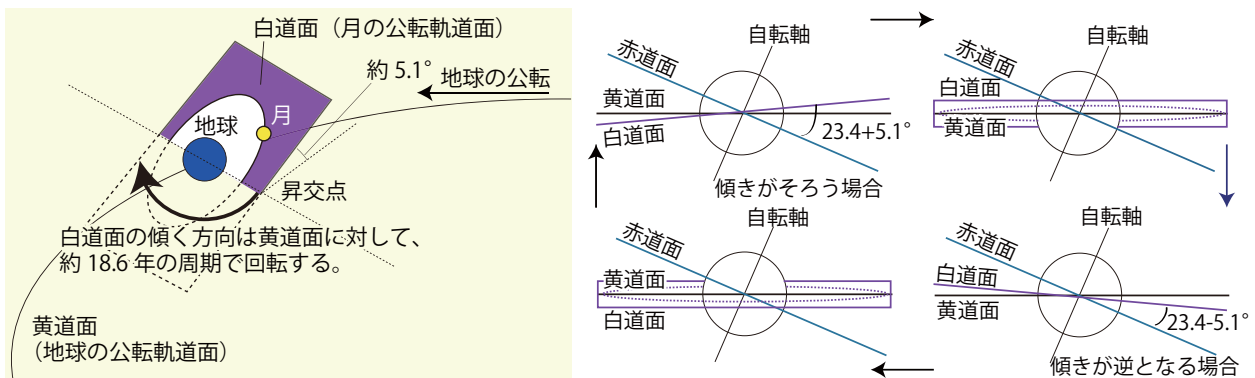 白道面（月の公転軌道面）
約 5.1°
地球の公転
月
地球
昇交点
白道面の傾く方向は黄道面に対して、
約 18.6 年の周期で回転する。
黄道面
（地球の公転軌道面）
自転軸
赤道面
黄道面
白道面
23.4+5.1°
傾きがそろう場合
自転軸
赤道面
白道面
黄道面
自転軸
赤道面
黄道面
白道面
自転軸
赤道面
白道面
黄道面
23.4-5.1°
傾きが逆となる場合